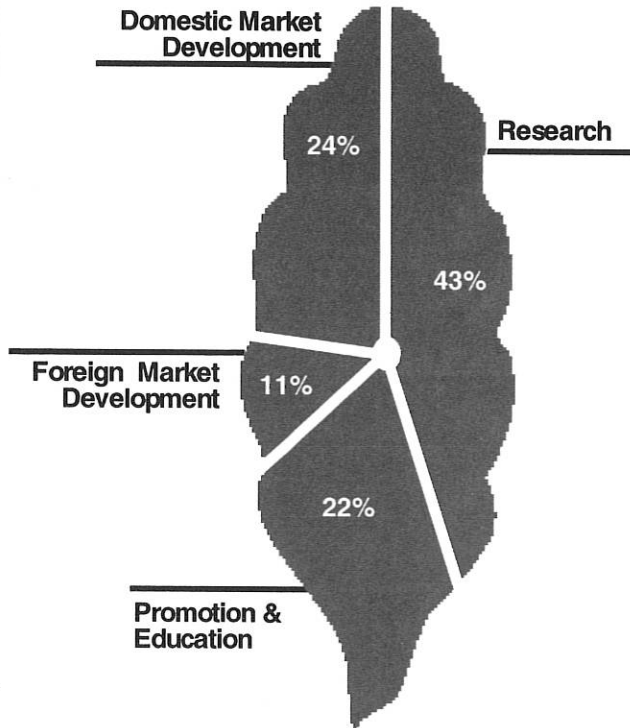 Domestic Market
Development
24%
Research
43%
Foreign Market
Development
11%
22%
Promotion &
Education